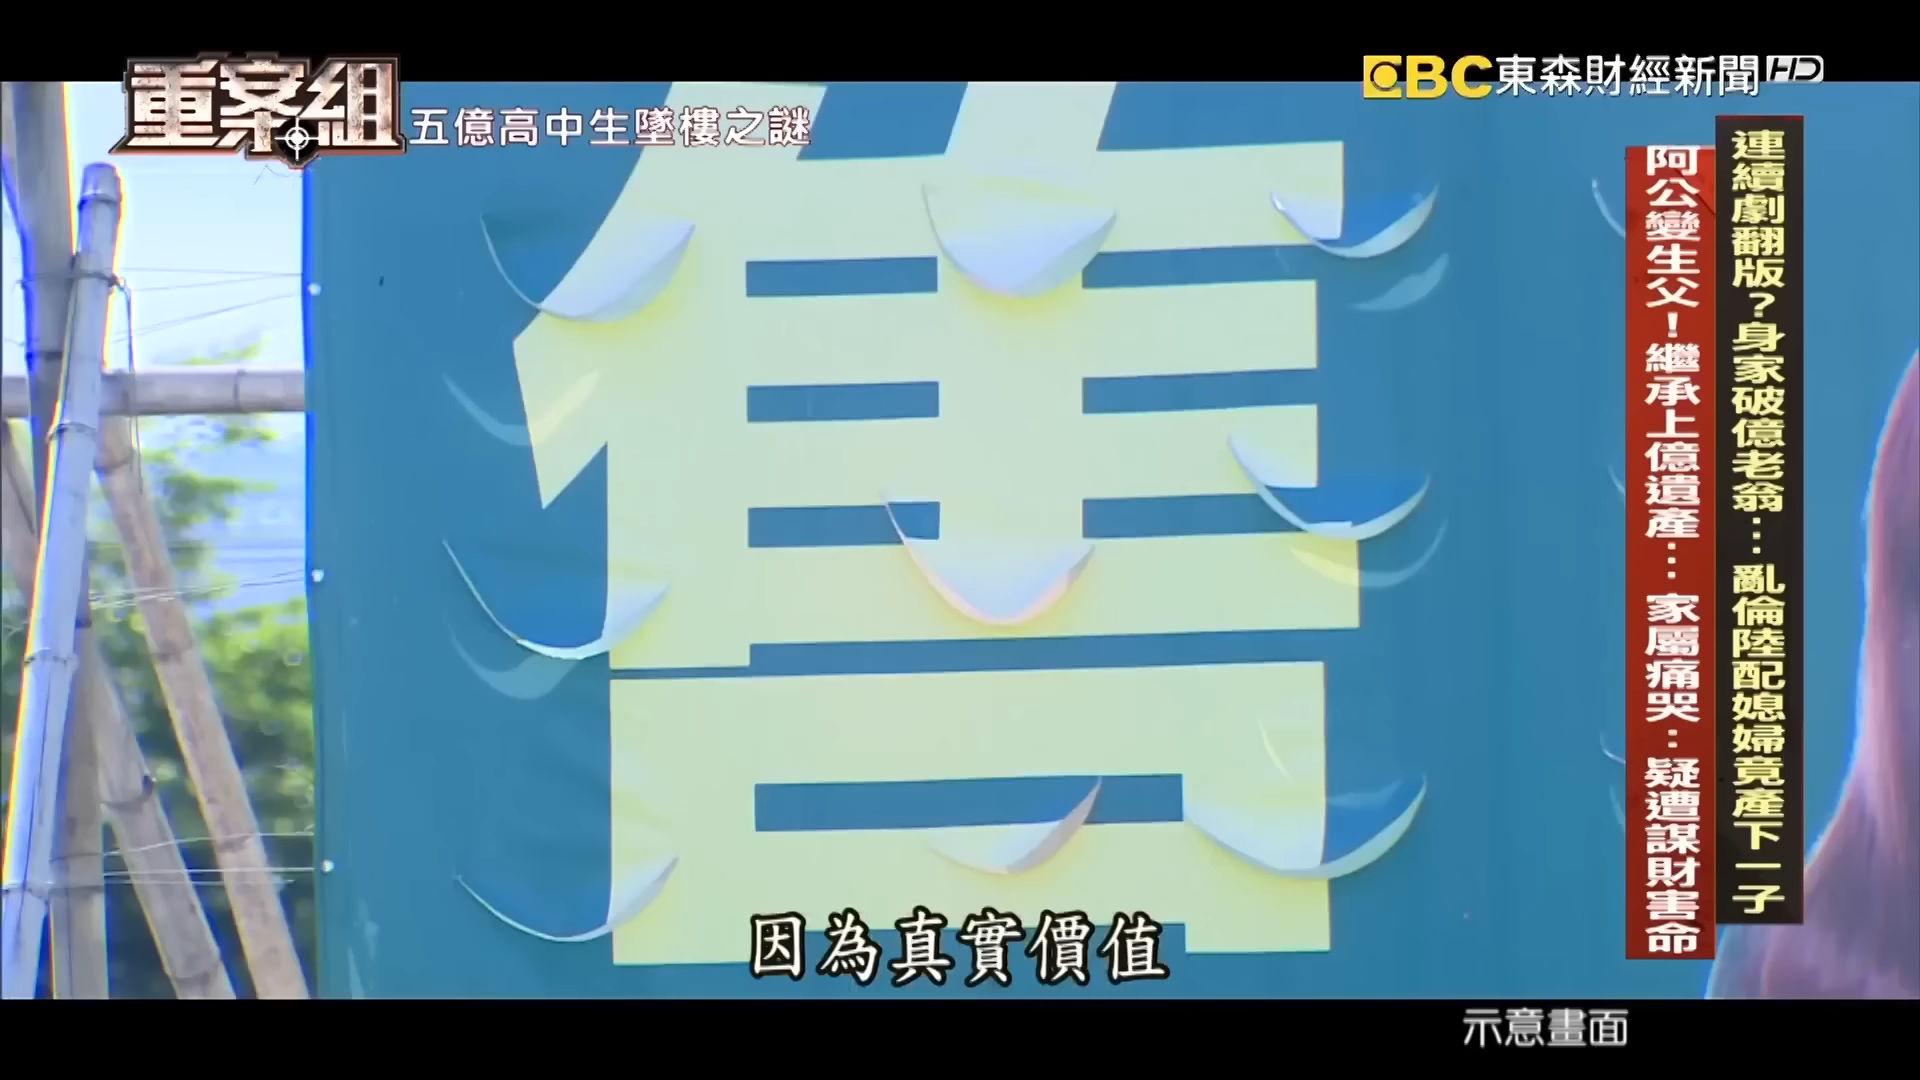 重案組
五億高中生墜樓之謎
EBC東森財經新聞HD
連續劇翻版？身家破億老翁…亂倫陸配媳婦竟產下一子
阿公變生父！繼承上億遺產…家屬痛哭…疑遭謀財害命
售
因為真實價值
示意畫面